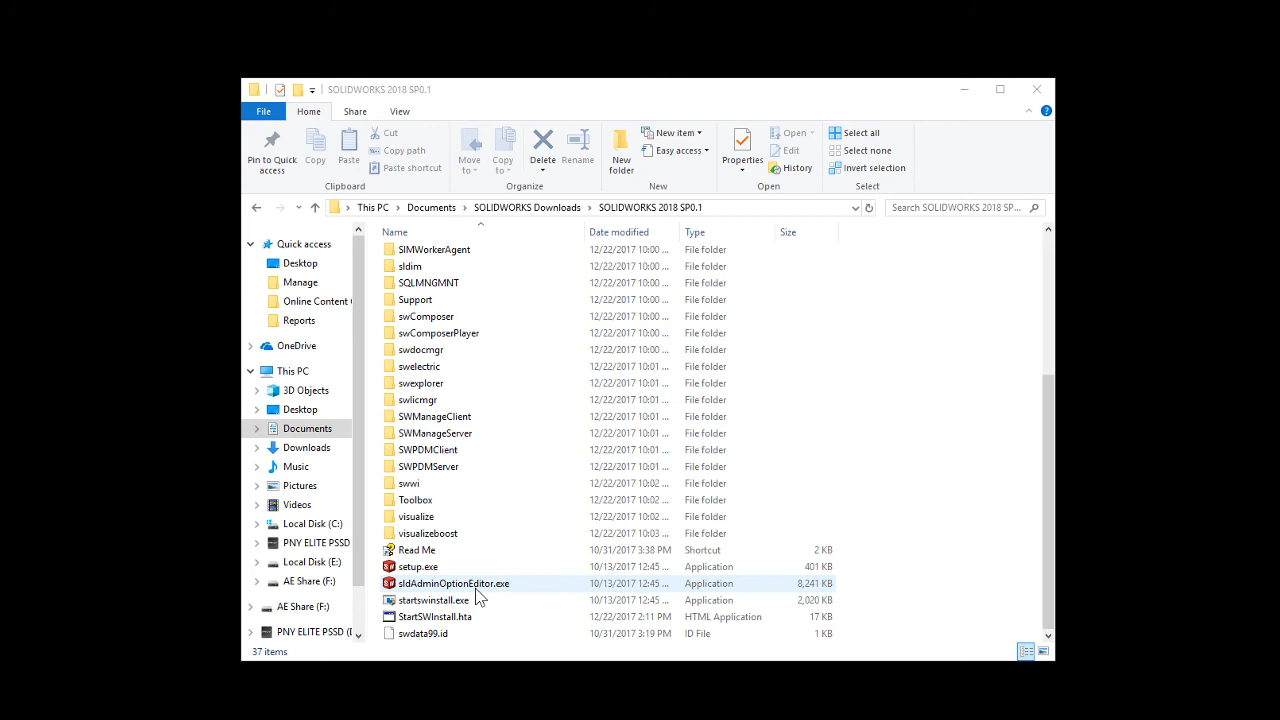 SOLIDWORKS 2018 SP0.1
File Home Share View
Pin to Quick access
Copy
Paste
Cut
Copy path
Paste shortcut
Clipboard
Move to
Copy to
Delete
Rename
Organize
New folder
New item
Easy access
New
Properties
Open
Edit
History
Open
Select all
Select none
Invert selection
Select
This PC > Documents > SOLIDWORKS Downloads > SOLIDWORKS 2018 SP0.1
Search SOLIDWORKS 2018 SP...
Quick access
Desktop
Manage
Online Content
Reports
OneDrive
This PC
3D Objects
Desktop
Documents
Downloads
Music
Pictures
Videos
Local Disk (C:)
PNY ELITE PSSD
Local Disk (E:)
AE Share (F:)
AE Share (F:)
PNY ELITE PSSD (
Name Date modified Type Size
SIMWorkerAgent 12/22/2017 10:00 ... File folder
sldim 12/22/2017 10:00 ... File folder
SQLMNGMNT 12/22/2017 10:00 ... File folder
Support 12/22/2017 10:00 ... File folder
swComposer 12/22/2017 10:00 ... File folder
swComposerPlayer 12/22/2017 10:00 ... File folder
swdocmgr 12/22/2017 10:00 ... File folder
swelectric 12/22/2017 10:01 ... File folder
swexplorer 12/22/2017 10:01 ... File folder
swlicmgr 12/22/2017 10:01 ... File folder
SWManageClient 12/22/2017 10:01 ... File folder
SWManageServer 12/22/2017 10:01 ... File folder
SWPDMClient 12/22/2017 10:01 ... File folder
SWPDMServer 12/22/2017 10:01 ... File folder
swwi 12/22/2017 10:02 ... File folder
Toolbox 12/22/2017 10:02 ... File folder
visualize 12/22/2017 10:02 ... File folder
visualizeboost 12/22/2017 10:03 ... File folder
Read Me 10/31/2017 3:38 PM Shortcut 2 KB
setup.exe 10/13/2017 12:45 ... Application 401 KB
sldAdminOptionEditor.exe 10/13/2017 12:45 ... Application 8,241 KB
startswinstall.exe 10/13/2017 12:45 ... Application 2,020 KB
StartSWInstall.hta 12/22/2017 2:11 PM HTML Application 17 KB
swdata99.id 10/31/2017 3:19 PM ID File 1 KB
37 items